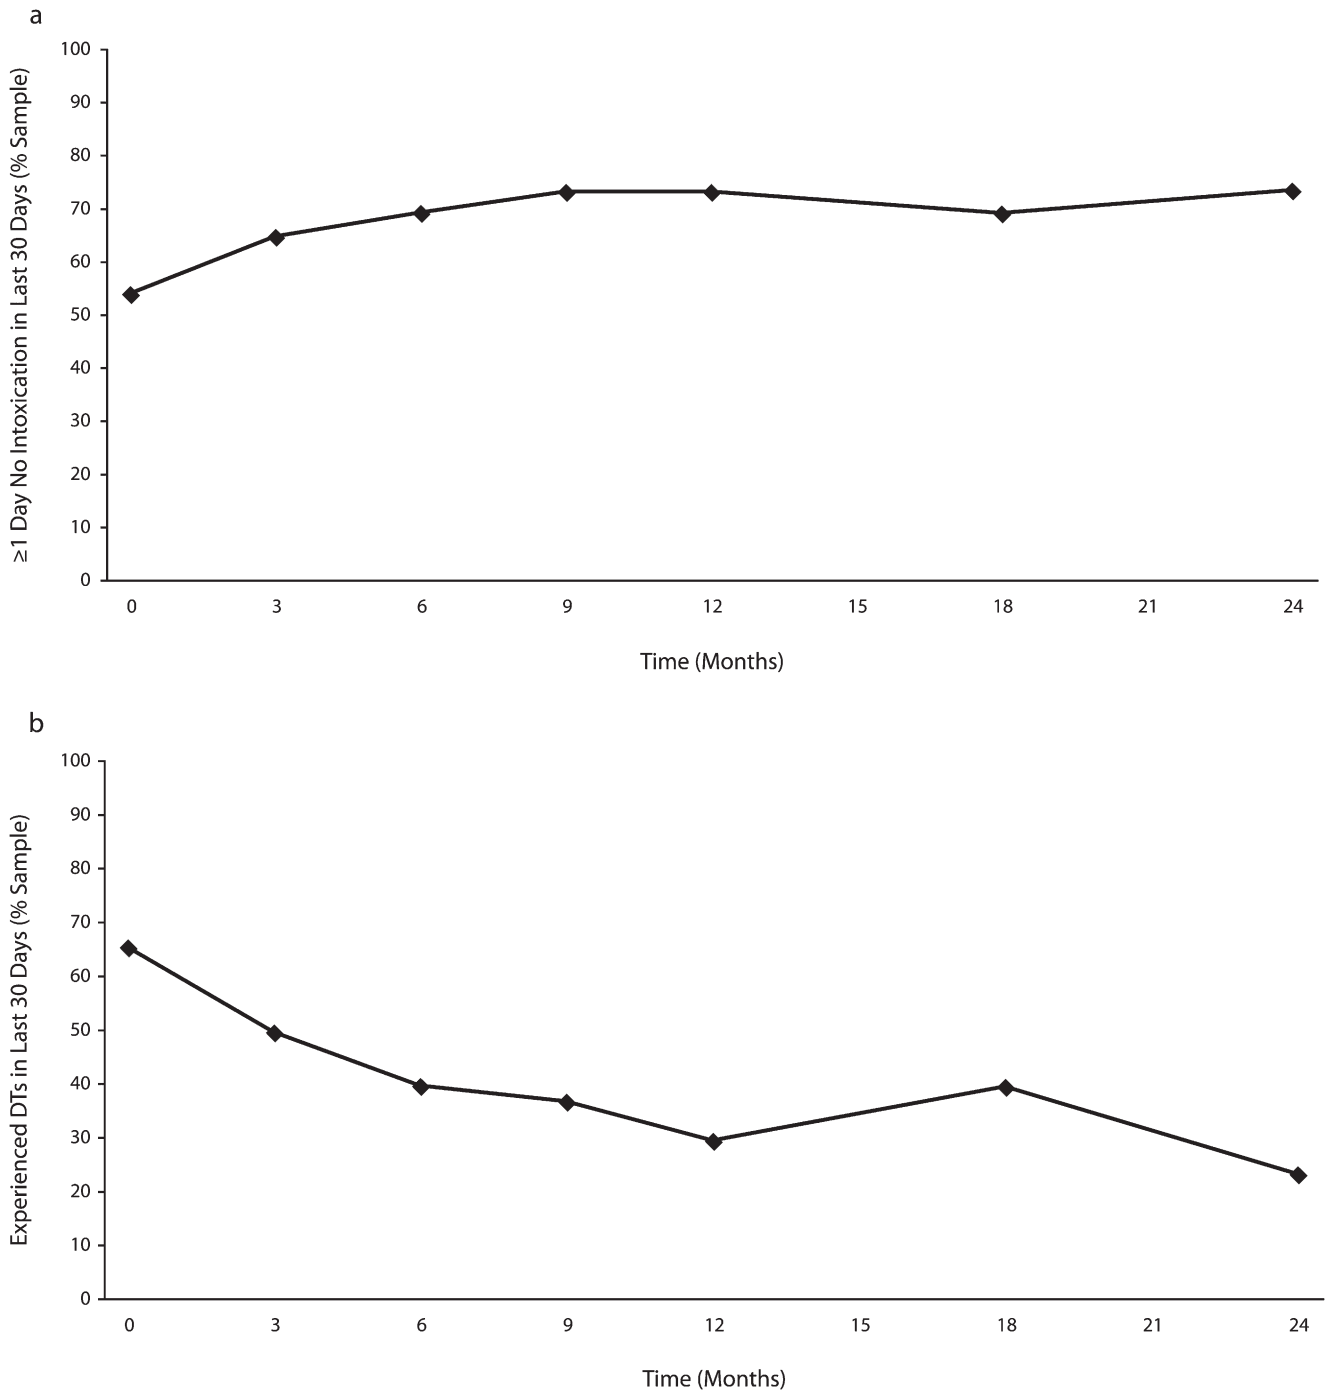 a
≥1 Day No Intoxication in Last 30 Days (% Sample)
100
90
80
70
60
50
40
30
20
10
0
0 3 6 9 12 15 18 21 24
Time (Months)
b
Experienced DTs in Last 30 Days (% Sample)
100
90
80
70
60
50
40
30
20
10
0
0 3 6 9 12 15 18 21 24
Time (Months)